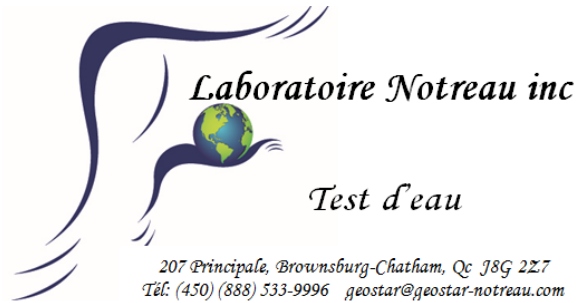 Laboratoire Notreau inc
Test d'eau
207 Principale, Brownsburg-Chatham, Qc J8G 2Z7
Tél: (450) (888) 533-9996 geostar@geostar-notreau.com